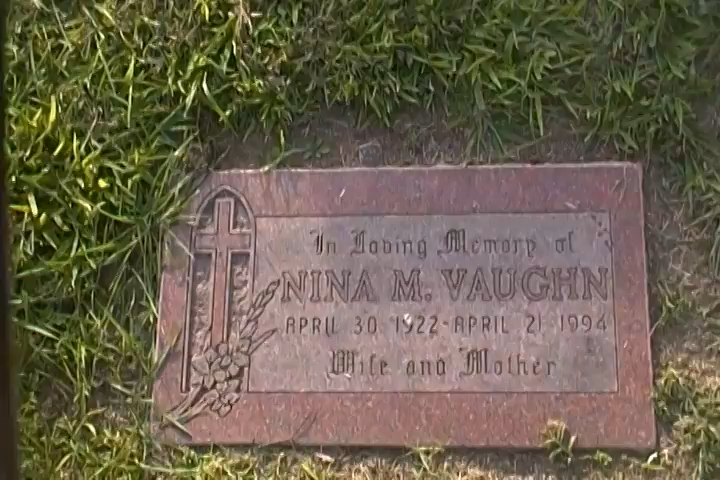 In Loving Memory of
NINA M. VAUGHN
APRIL 30 1922-APRIL 21 1994
Wife and Mother